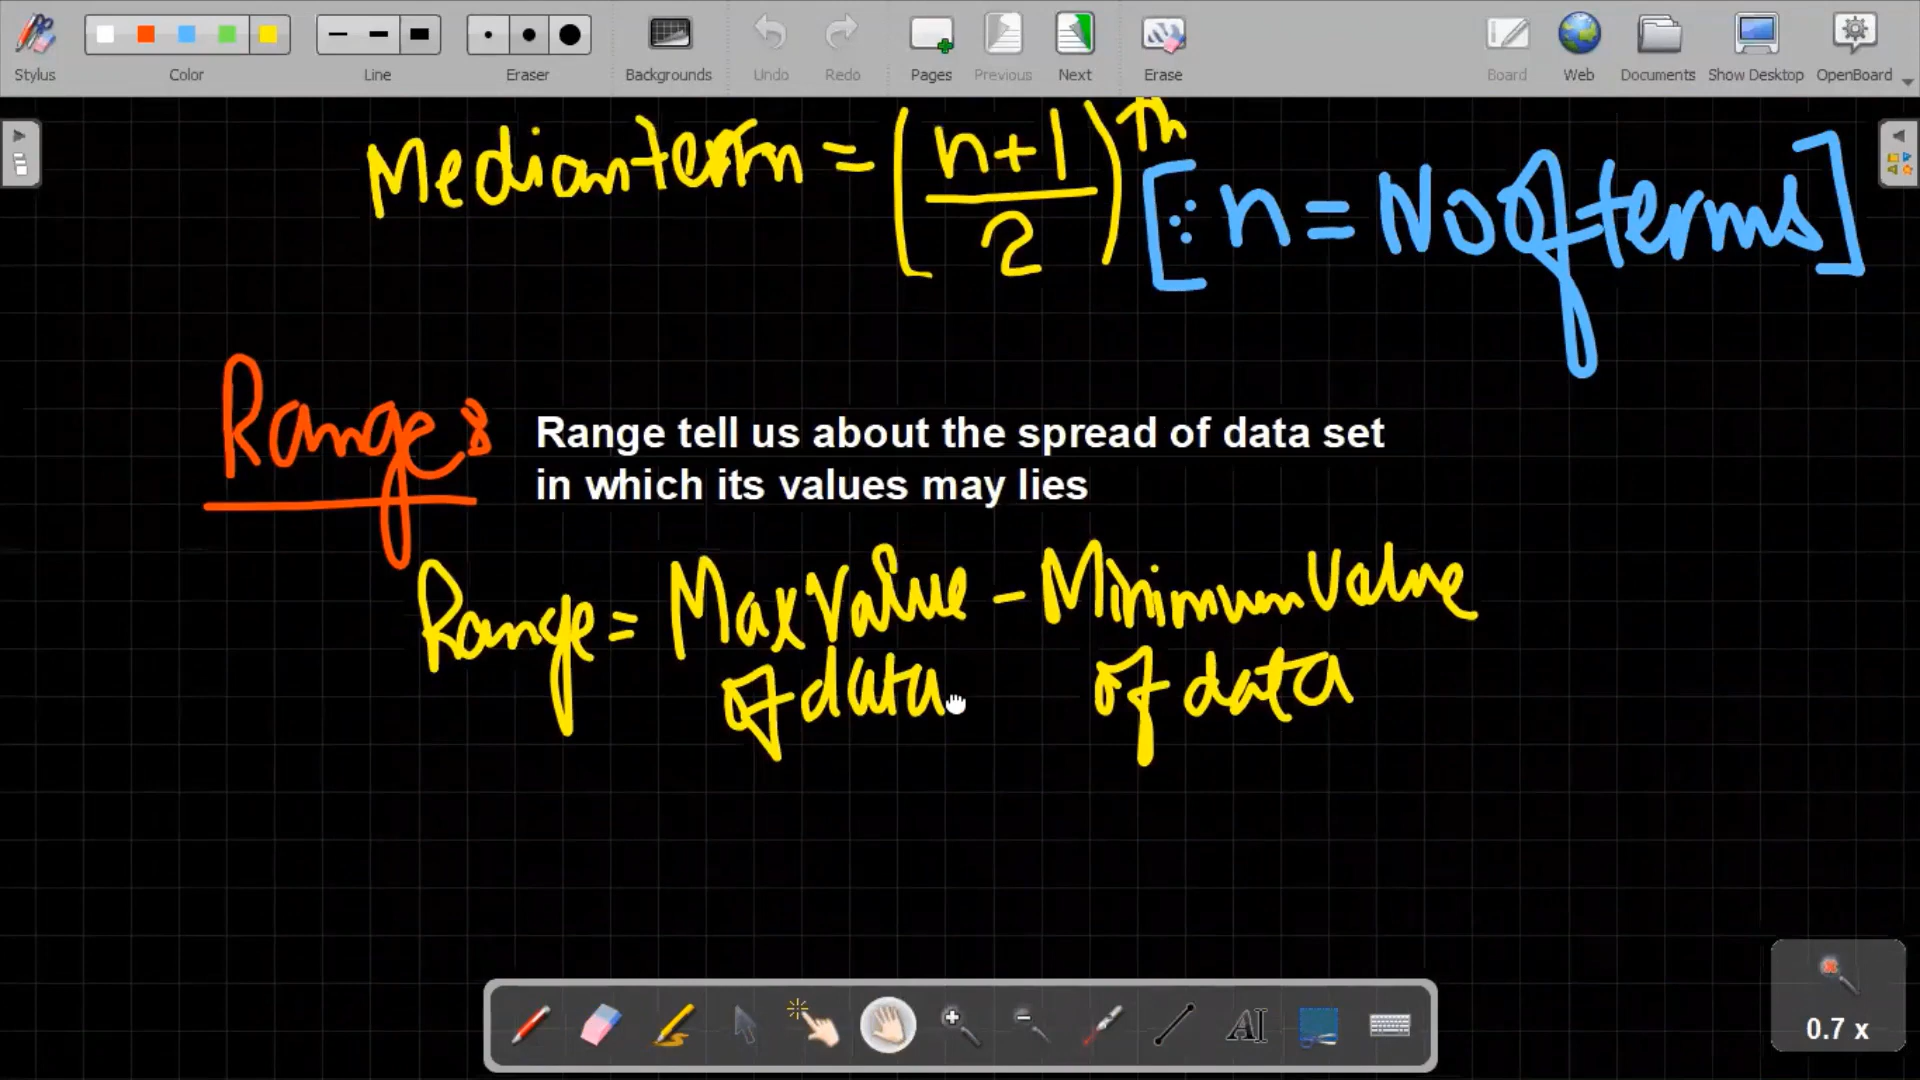 Stylus Color Line Eraser Backgrounds Undo Redo Pages Previous Next Erase Board Web Documents Show Desktop OpenBoard
Median term = (n+1/2)th [∵ n = No of terms]
Range: Range tell us about the spread of data set
in which its values may lies
Range = Max Value - Minimum Value
of data of data
0.7 x